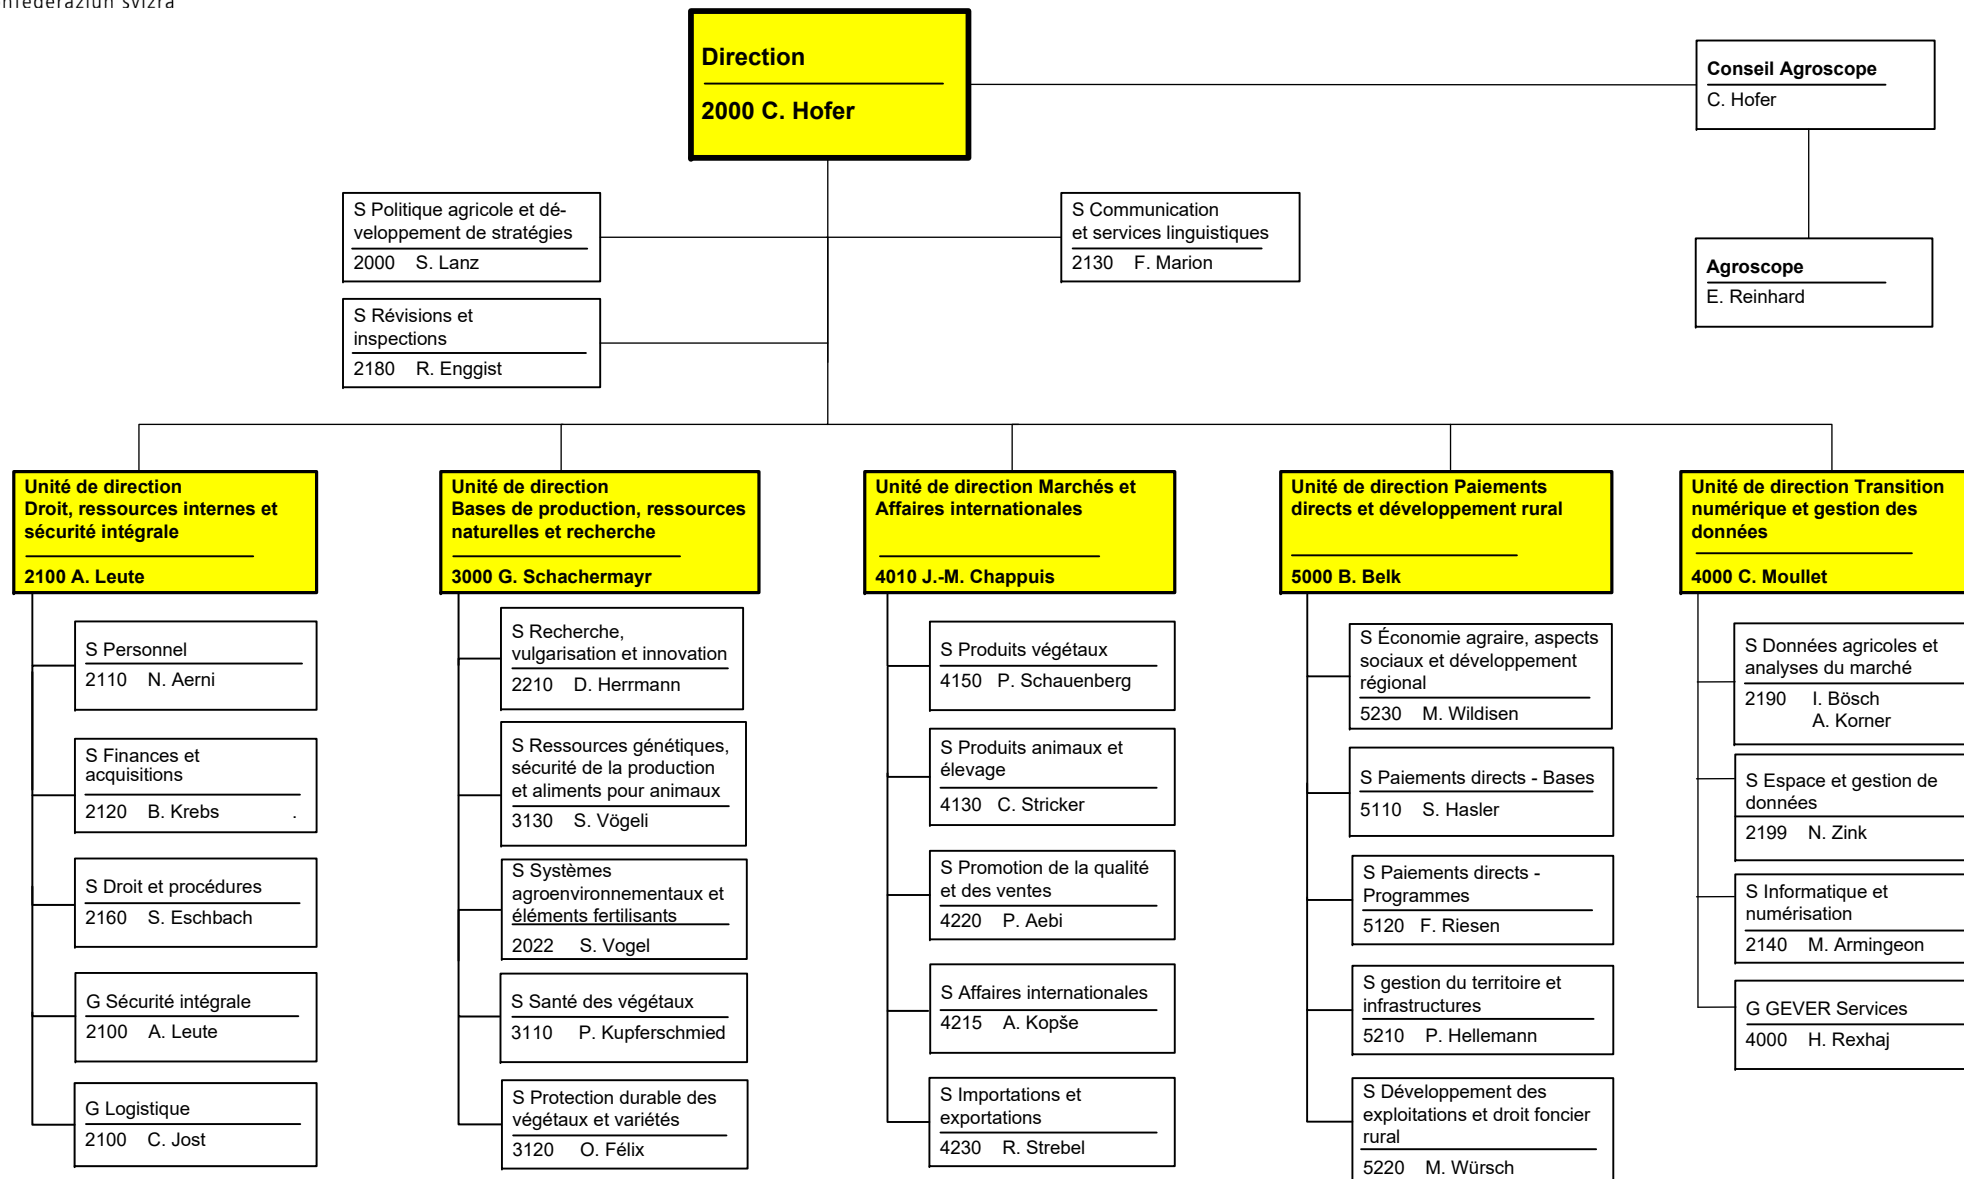 nfederaziun svizra
Direction
2000 C. Hofer
Conseil Agroscope
C. Hofer
S Politique agricole et dé-
veloppement de stratégies
2000 S. Lanz
S Communication
et services linguistiques
2130 F. Marion
Agroscope
E. Reinhard
S Révisions et
inspections
2180 R. Enggist
Unité de direction
Droit, ressources internes et
sécurité intégrale
2100 A. Leute
S Personnel
2110 N. Aerni
S Finances et
acquisitions
2120 B. Krebs .
S Droit et procédures
2160 S. Eschbach
G Sécurité intégrale
2100 A. Leute
G Logistique
2100 C. Jost
Unité de direction
Bases de production, ressources
naturelles et recherche
3000 G. Schachermayr
S Recherche,
vulgarisation et innovation
2210 D. Herrmann
S Ressources génétiques,
sécurité de la production
et aliments pour animaux
3130 S. Vögeli
S Systèmes
agroenvironnementaux et
éléments fertilisants
2022 S. Vogel
S Santé des végétaux
3110 P. Kupferschmied
S Protection durable des
végétaux et variétés
3120 O. Félix
Unité de direction Marchés et
Affaires internationales
4010 J.-M. Chappuis
S Produits végétaux
4150 P. Schauenberg
S Produits animaux et
élevage
4130 C. Stricker
S Promotion de la qualité
et des ventes
4220 P. Aebi
S Affaires internationales
4215 A. Kopše
S Importations et
exportations
4230 R. Strebel
Unité de direction Paiements
directs et développement rural
5000 B. Belk
S Économie agraire, aspects
sociaux et développement
régional
5230 M. Wildisen
S Paiements directs - Bases
5110 S. Hasler
S Paiements directs -
Programmes
5120 F. Riesen
S gestion du territoire et
infrastructures
5210 P. Hellemann
S Développement des
exploitations et droit foncier
rural
5220 M. Würsch
Unité de direction Transition
numérique et gestion des
données
4000 C. Moullet
S Données agricoles et
analyses du marché
2190 I. Bösch
A. Korner
S Espace et gestion de
données
2199 N. Zink
S Informatique et
numérisation
2140 M. Armingeon
G GEVER Services
4000 H. Rexhaj